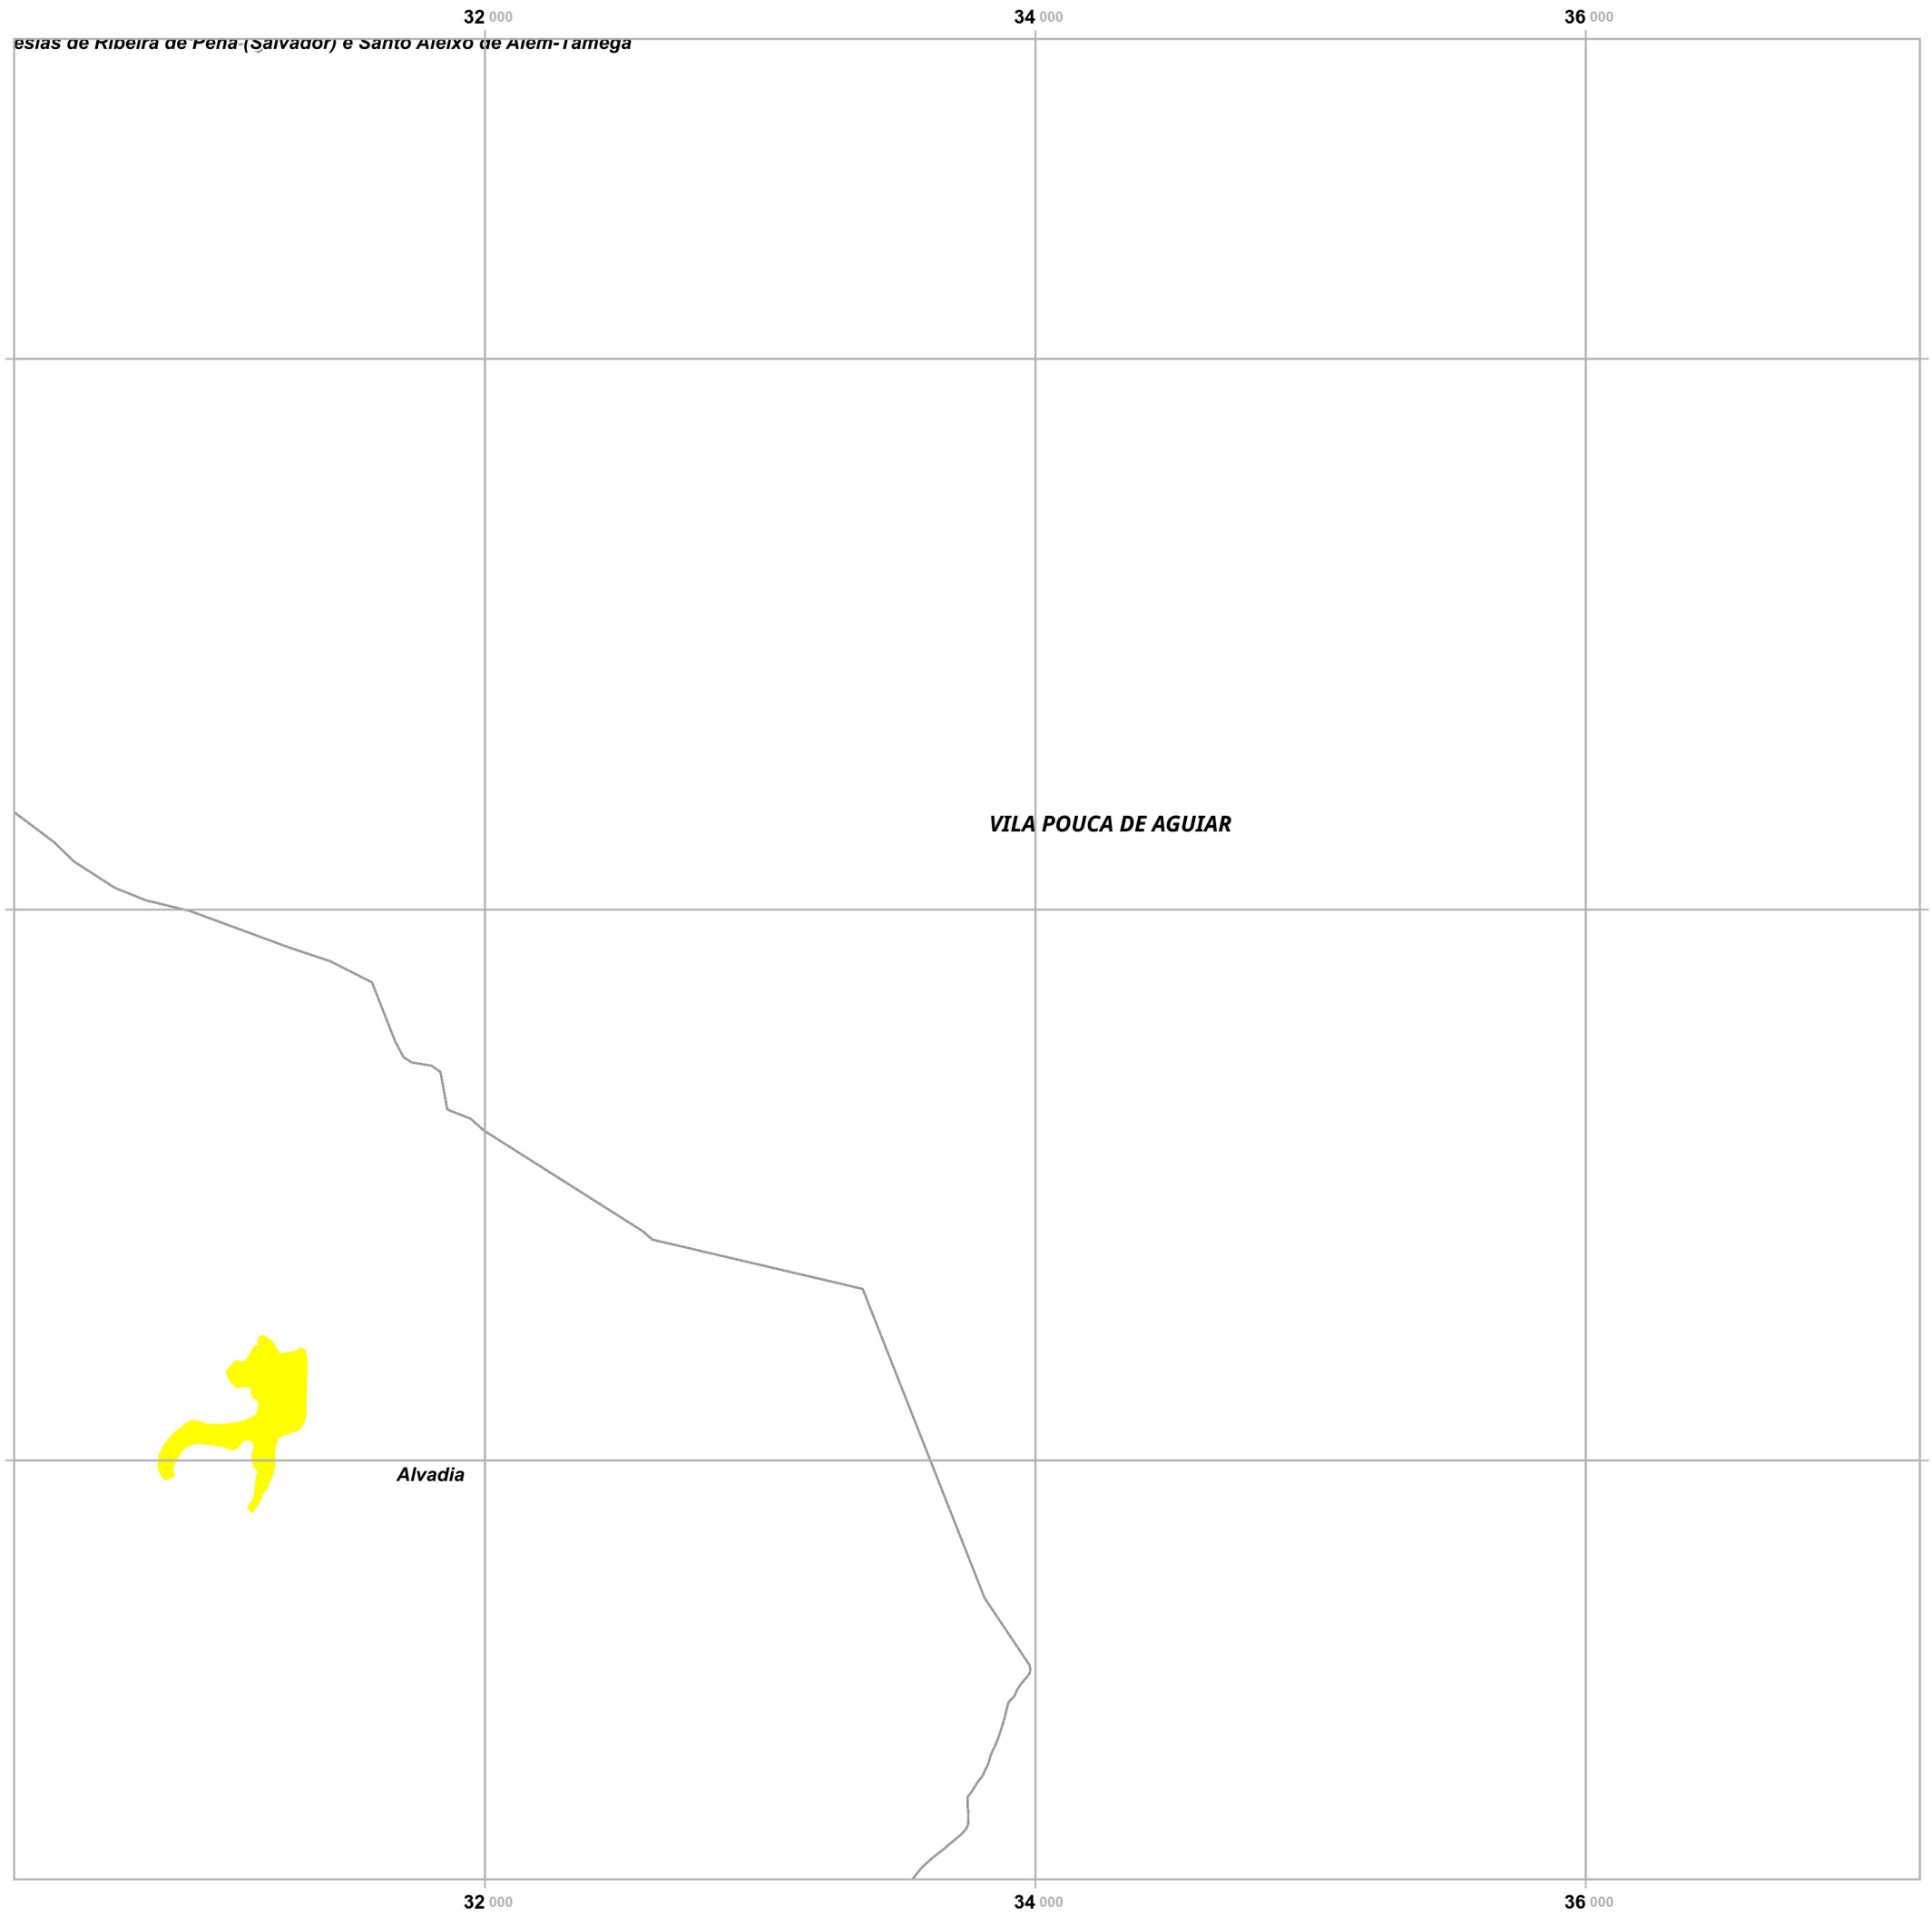 32 000 34 000 36 000
esias de Ribeira de Pena (Salvador) e Santo Aleixo de Além-Tâmega
VILA POUCA DE AGUIAR
Alvadia
32 000 34 000 36 000